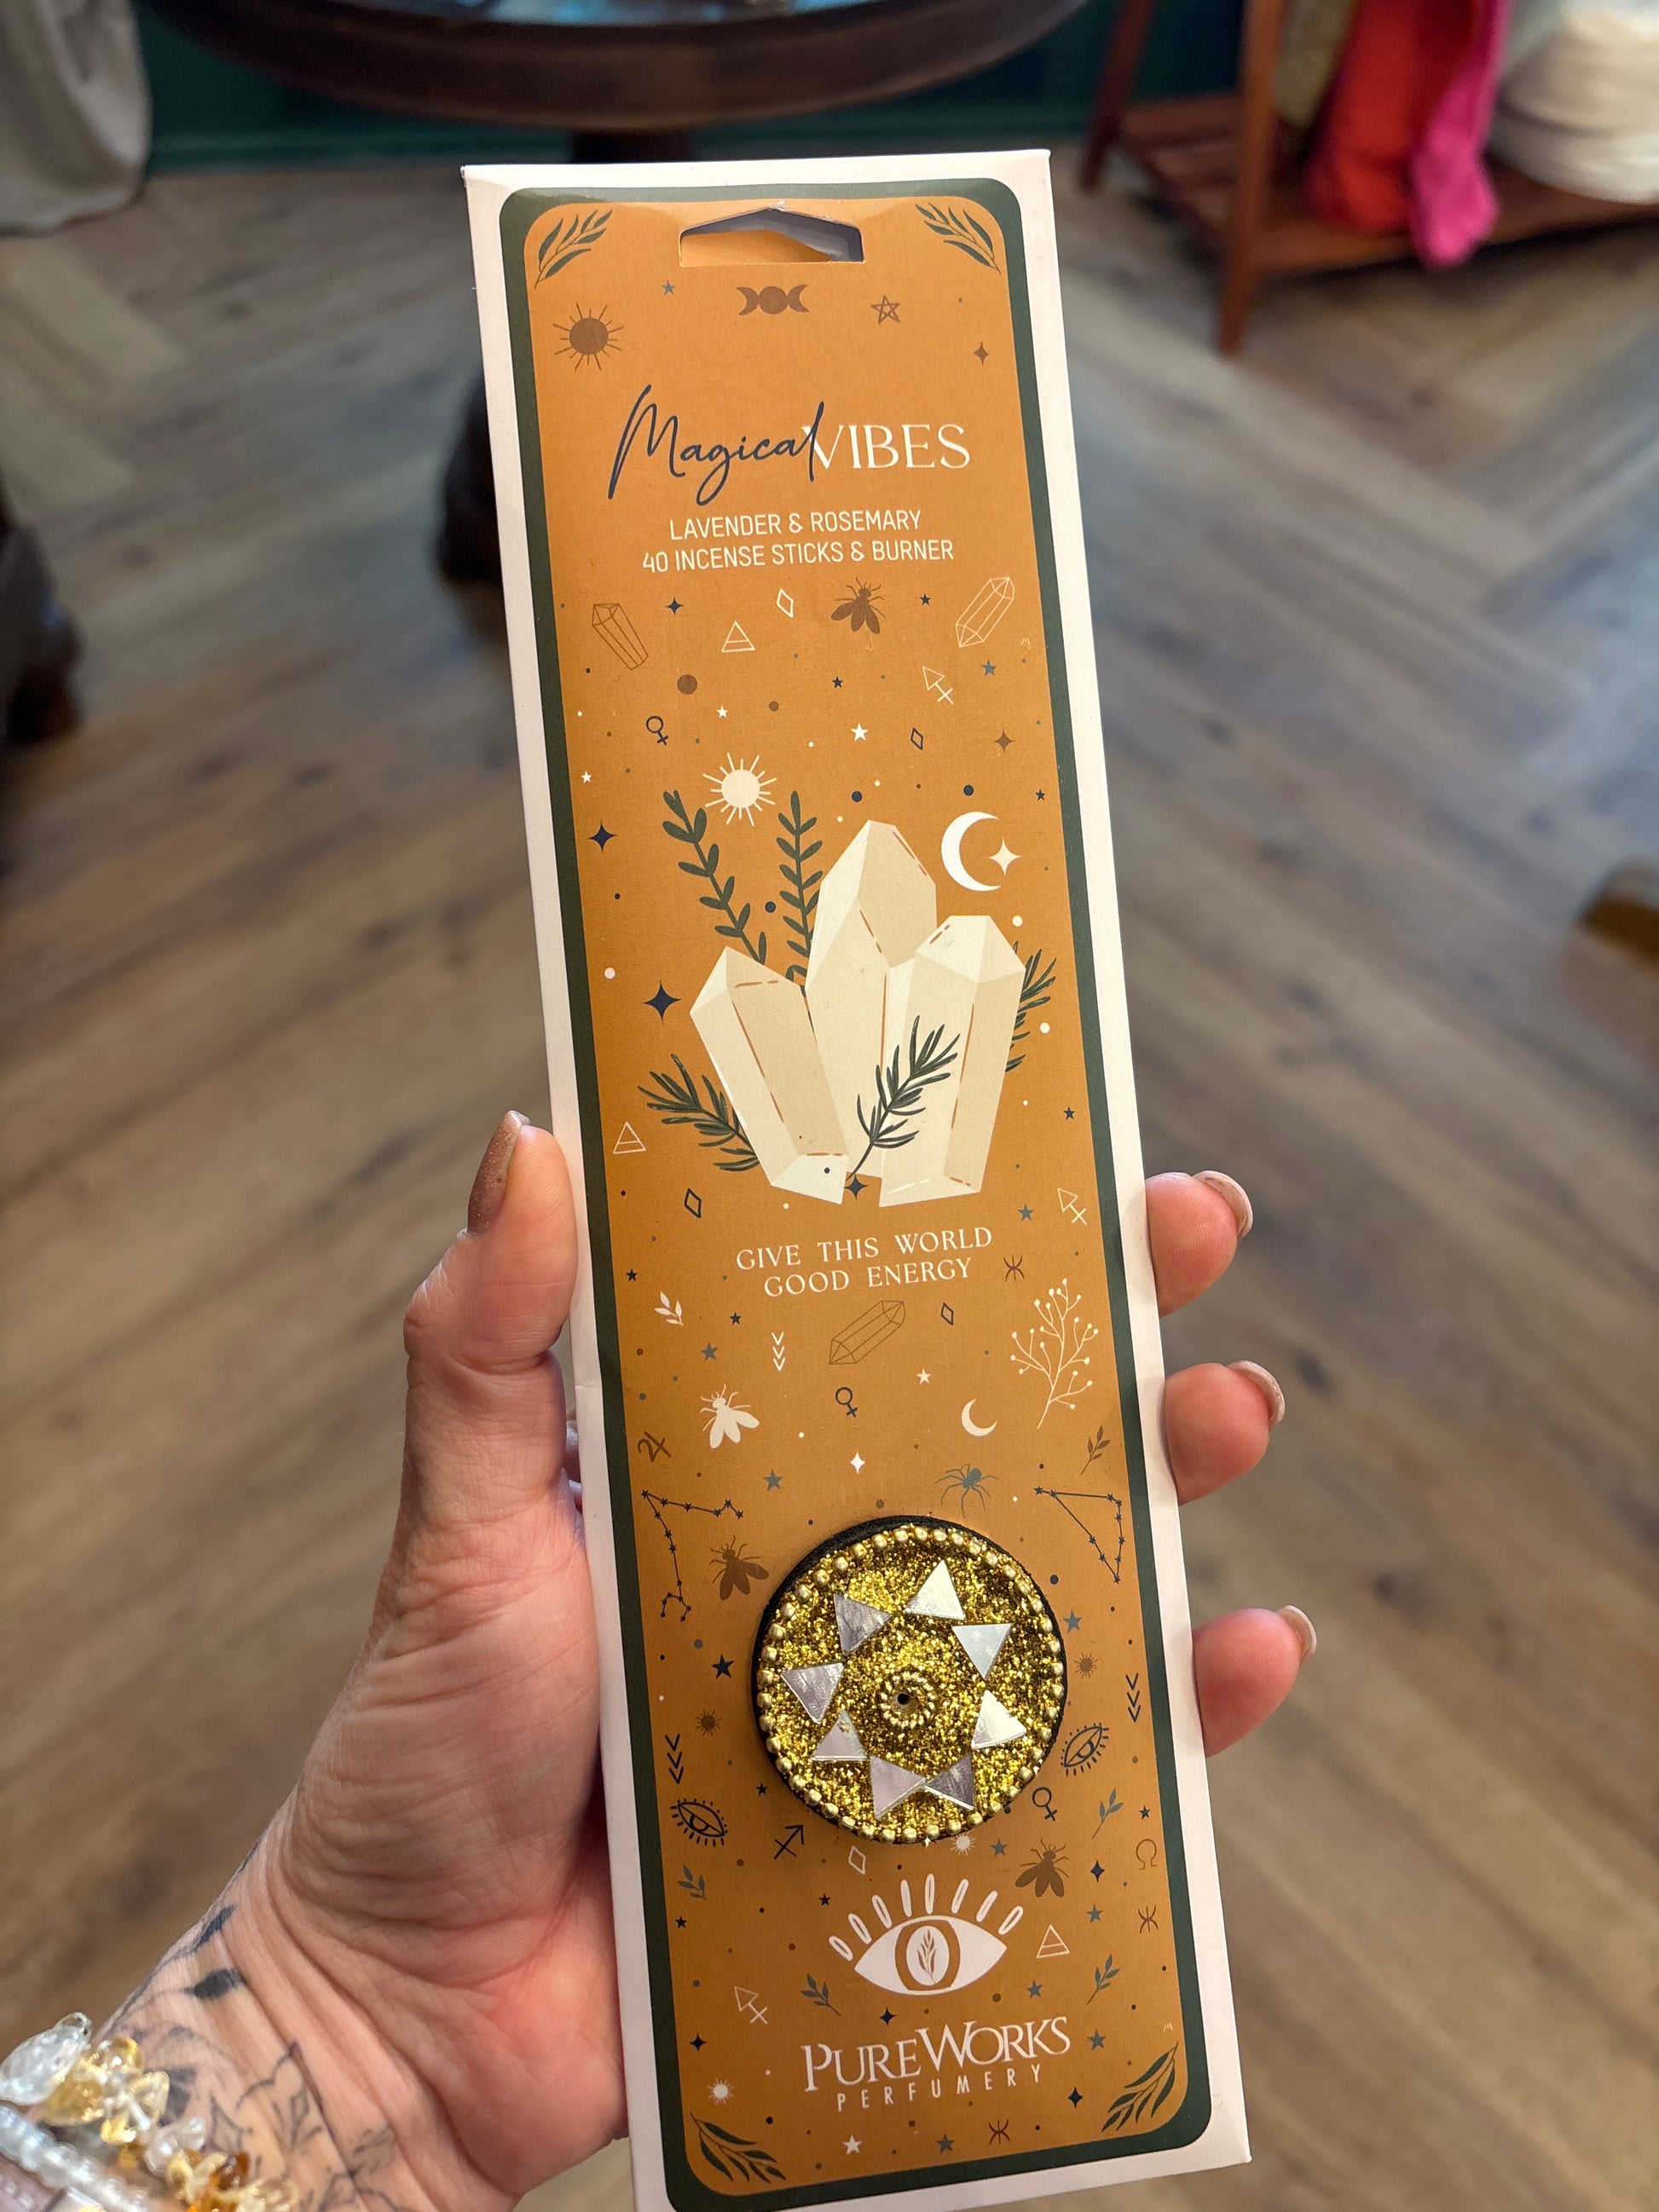 Magical VIBES
LAVENDER & ROSEMARY
40 INCENSE STICKS & BURNER
GIVE THIS WORLD
GOOD ENERGY
PUREWORKS
PERFUMERY